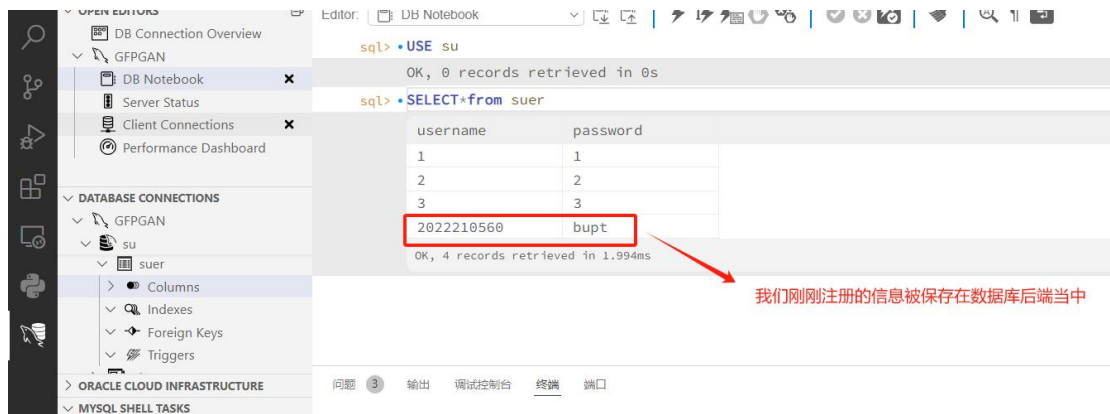 OPEN EDITORS
DB Connection Overview
GFPGAN
DB Notebook
Server Status
Client Connections
Performance Dashboard
DATABASE CONNECTIONS
GFPGAN
su
suer
Columns
Indexes
Foreign Keys
Triggers
ORACLE CLOUD INFRASTRUCTURE
MYSQL SHELL TASKS
Editor: DB Notebook
sql> USE su
OK, 0 records retrieved in 0s
sql> SELECT*from suer
username password
1 1
2 2
3 3
2022210560 bupt
OK, 4 records retrieved in 1.994ms
我们刚刚注册的信息被保存在数据库后端当中
问题 3 输出 调试控制台 终端 端口